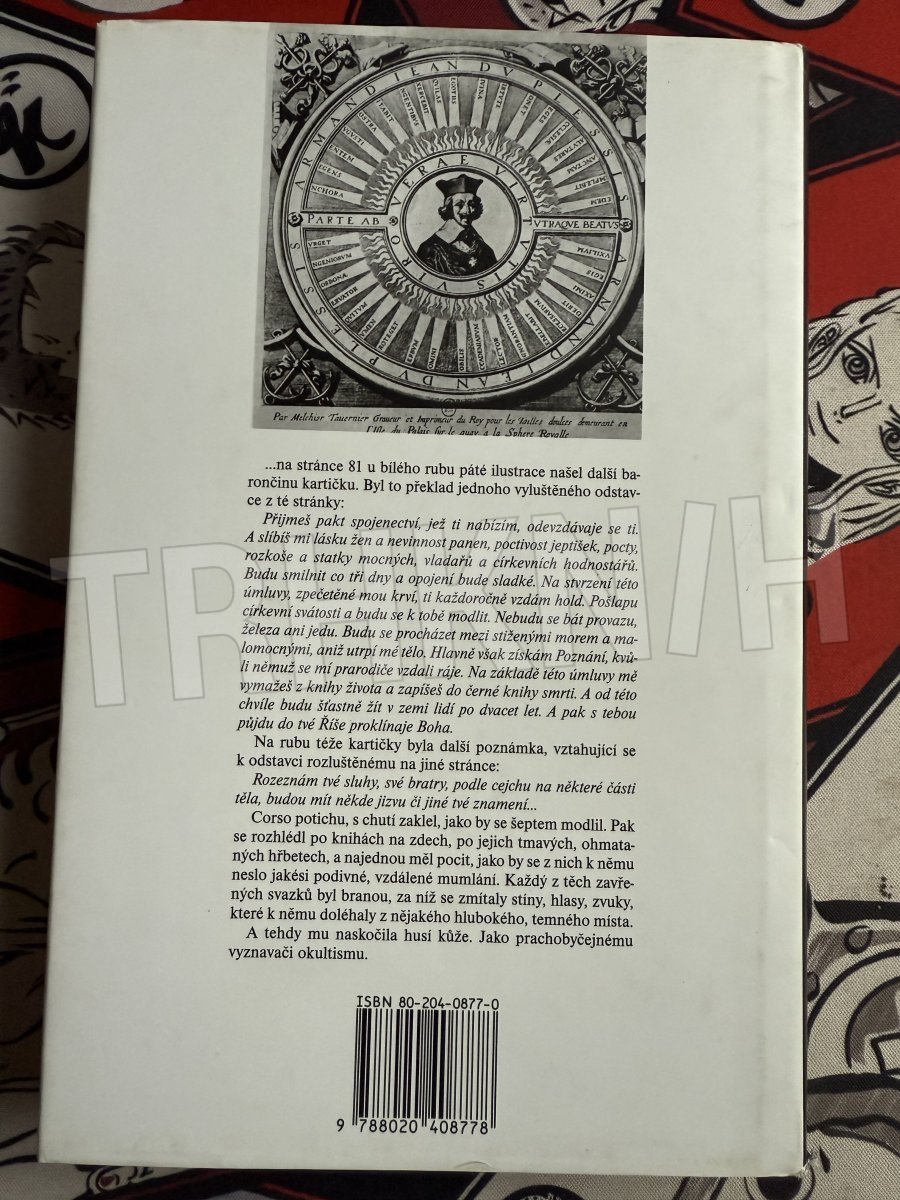 ARMAND IEAN DV PLESSIS
ARMAND IEAN DV PLESSIS
VERAE VIRTVTIS
PARTE AB
VTRAQVE BEATVS
NCHORA
EGENS
ENTEM
OVATI
VRGET
NGENIORVM
Par Melchior Tauernier Graueur et Imprimeur du Roy pour les Tailles doulces demeurant en
l'Isle du Palais sur le quay a la Sphere Royalle
...na stránce 81 u bílého rubu páté ilustrace našel další ba-
rončinu kartičku. Byl to překlad jednoho vyluštěného odstav-
ce z té stránky:
Přijmeš pakt spojenectví, jež ti nabízím, odevzdávaje se ti.
A slíbíš mi lásku žen a nevinnost panen, poctivost jeptišek, pocty,
rozkoše a statky mocných, vladařů a církevních hodnostářů.
Budu smilnit co tři dny a opojení bude sladké. Na stvrzení této
úmluvy, zpečetěné mou krví, ti každoročně vzdám hold. Pošlapu
církevní svátosti a budu se k tobě modlit. Nebudu se bát provazu,
železa ani jedu. Budu se procházet mezi stiženými morem a ma-
lomocnými, aniž utrpí mé tělo. Hlavně však získám Poznání, kvů-
li němuž se mí prarodiče vzdali ráje. Na základě této úmluvy mě
vymažeš z knihy života a zapíšeš do černé knihy smrti. A od této
chvíle budu šťastně žít v zemi lidí po dvacet let. A pak s tebou
půjdu do tvé Říše proklínaje Boha.
Na rubu téže kartičky byla další poznámka, vztahující se
k odstavci rozluštěnému na jiné stránce:
Rozeznám tvé sluhy, své bratry, podle cejchu na některé části
těla, budou mít někde jizvu či jiné tvé znamení...
Corso potichu, s chutí zaklel, jako by se šeptem modlil. Pak
se rozhlédl po knihách na zdech, po jejich tmavých, ohmata-
ných hřbetech, a najednou měl pocit, jako by se z nich k němu
neslo jakési podivné, vzdálené mumlání. Každý z těch zavře-
ných svazků byl branou, za níž se zmítaly stíny, hlasy, zvuky,
které k němu doléhaly z nějakého hlubokého, temného místa.
A tehdy mu naskočila husí kůže. Jako prachobyčejnému
vyznavači okultismu.
ISBN 80-204-0877-0
9 788020 408778